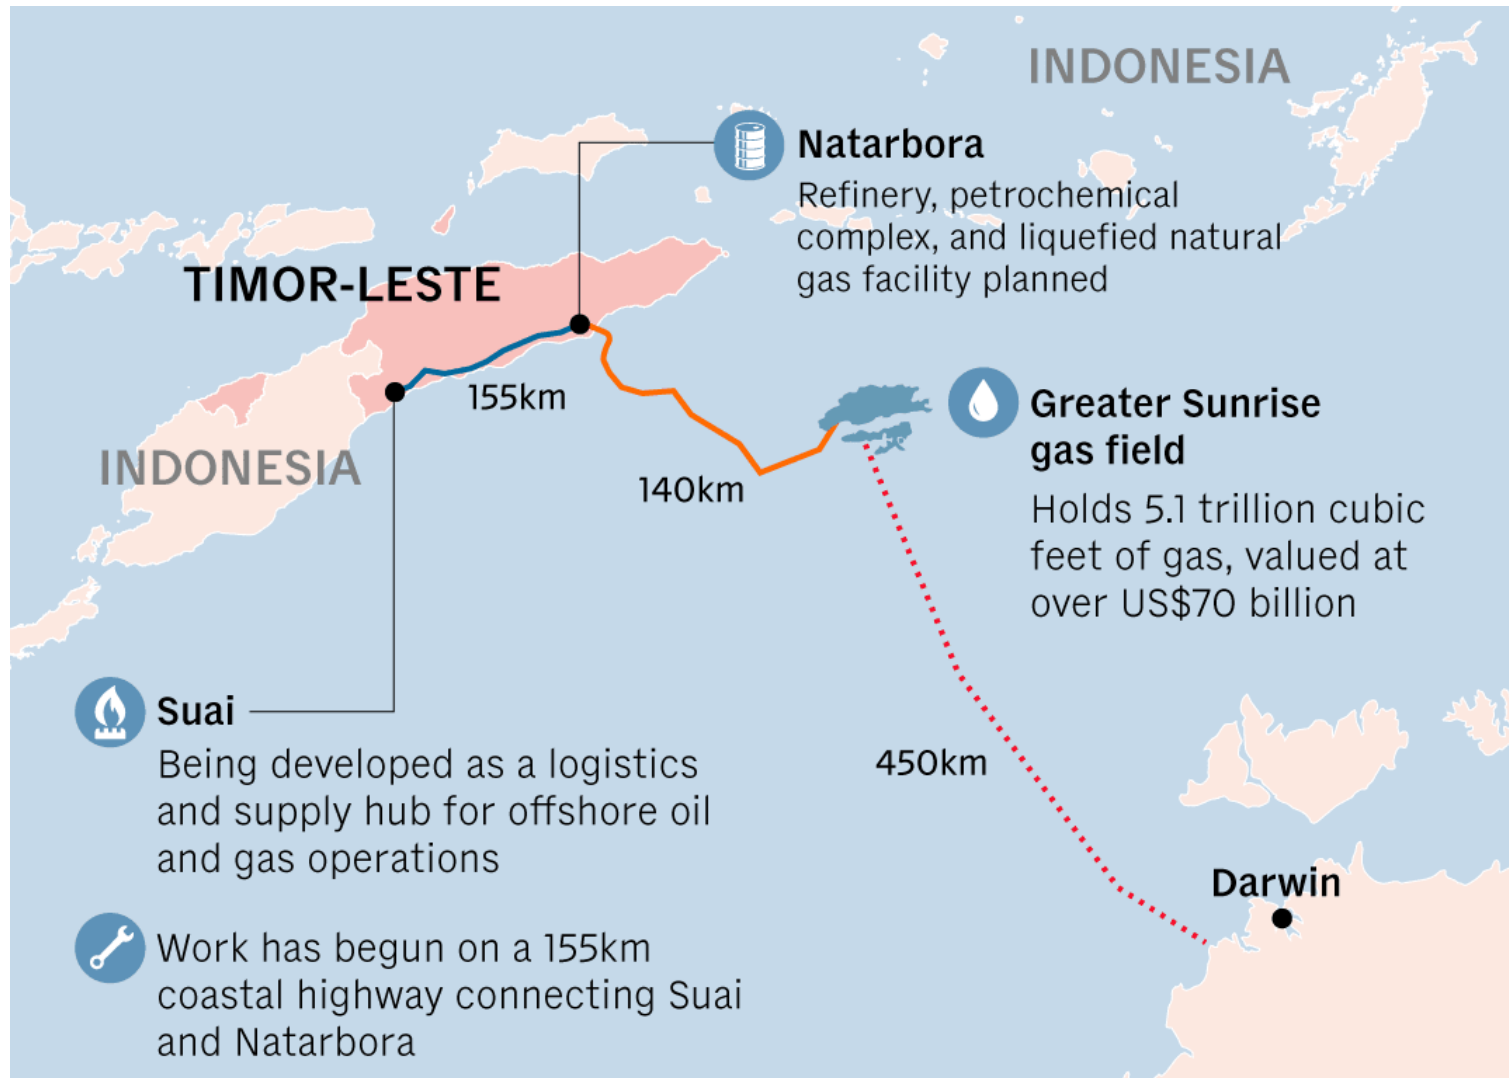 INDONESIA
Natarbora
Refinery, petrochemical
complex, and liquefied natural
gas facility planned
TIMOR-LESTE
155km
Greater Sunrise
gas field
Holds 5.1 trillion cubic
feet of gas, valued at
over US$70 billion
INDONESIA
140km
Suai
Being developed as a logistics
and supply hub for offshore oil
and gas operations
450km
Darwin
Work has begun on a 155km
coastal highway connecting Suai
and Natarbora